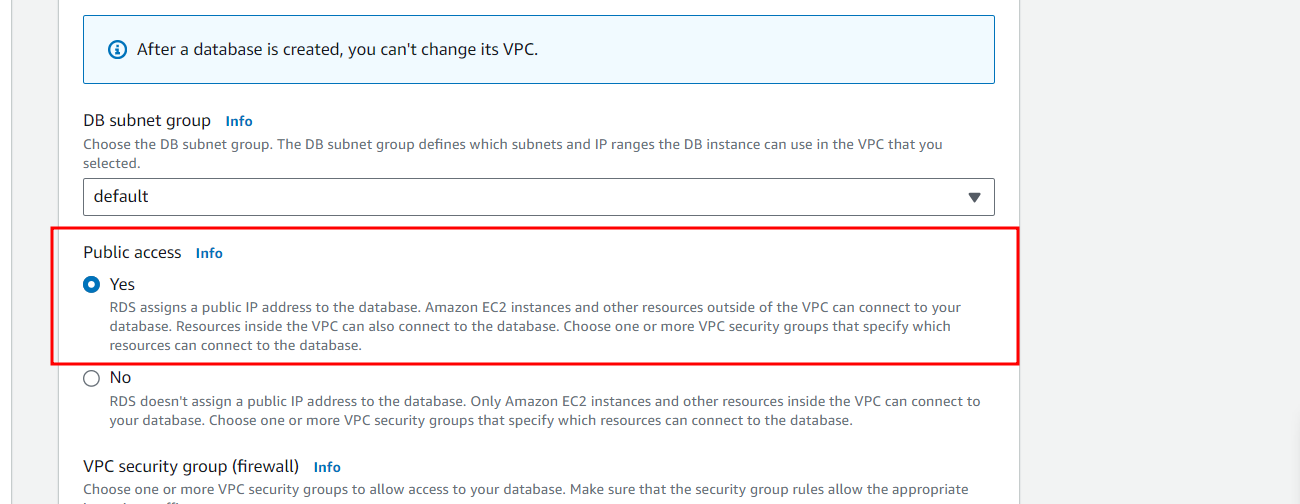 After a database is created, you can't change its VPC.
DB subnet group Info
Choose the DB subnet group. The DB subnet group defines which subnets and IP ranges the DB instance can use in the VPC that you
selected.
default
Public access Info
Yes
RDS assigns a public IP address to the database. Amazon EC2 instances and other resources outside of the VPC can connect to your
database. Resources inside the VPC can also connect to the database. Choose one or more VPC security groups that specify which
resources can connect to the database.
No
RDS doesn't assign a public IP address to the database. Only Amazon EC2 instances and other resources inside the VPC can connect to
your database. Choose one or more VPC security groups that specify which resources can connect to the database.
VPC security group (firewall) Info
Choose one or more VPC security groups to allow access to your database. Make sure that the security group rules allow the appropriate